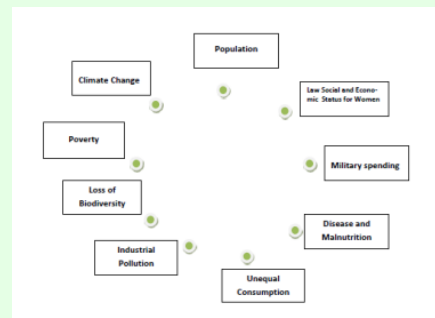 Population
Climate Change
Law Social and Econo-
mic Status for Women
Poverty
Military spending
Loss of
Biodiversity
Disease and
Malnutrition
Industrial
Pollution
Unequal
Consumption